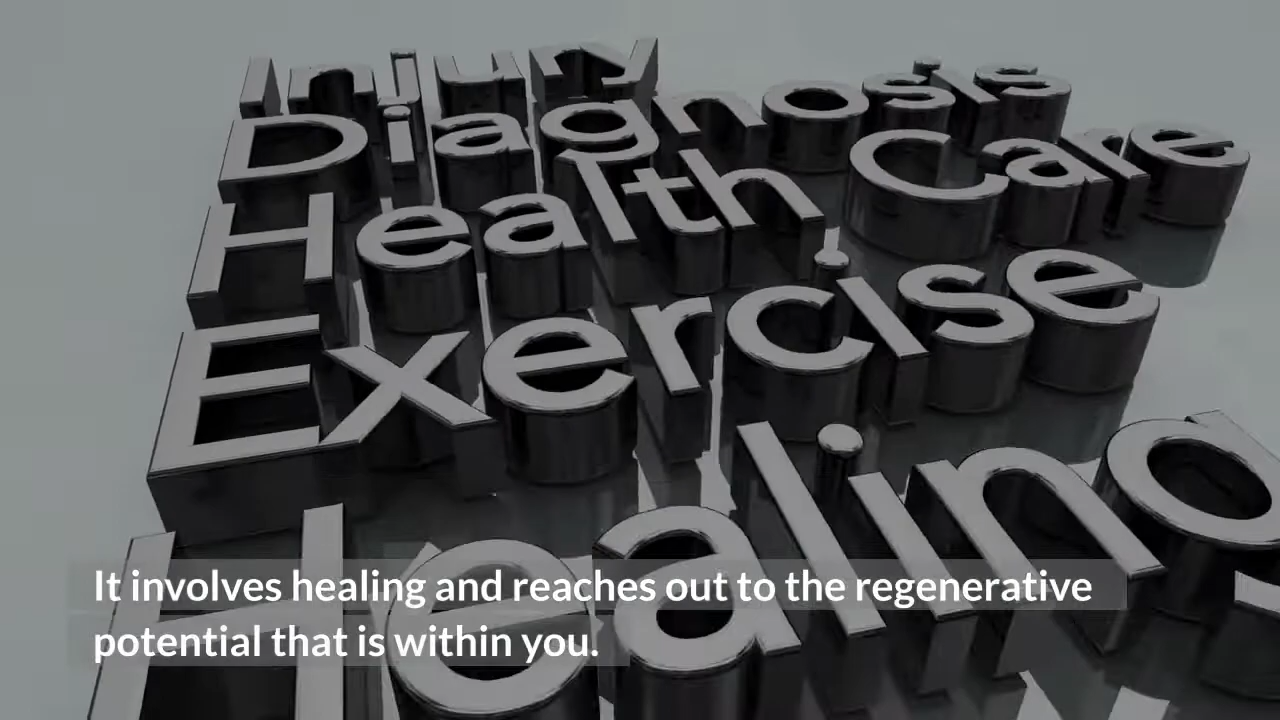 Injury
Diagnosis
Health Care
Exercise
Healing
It involves healing and reaches out to the regenerative
potential that is within you.